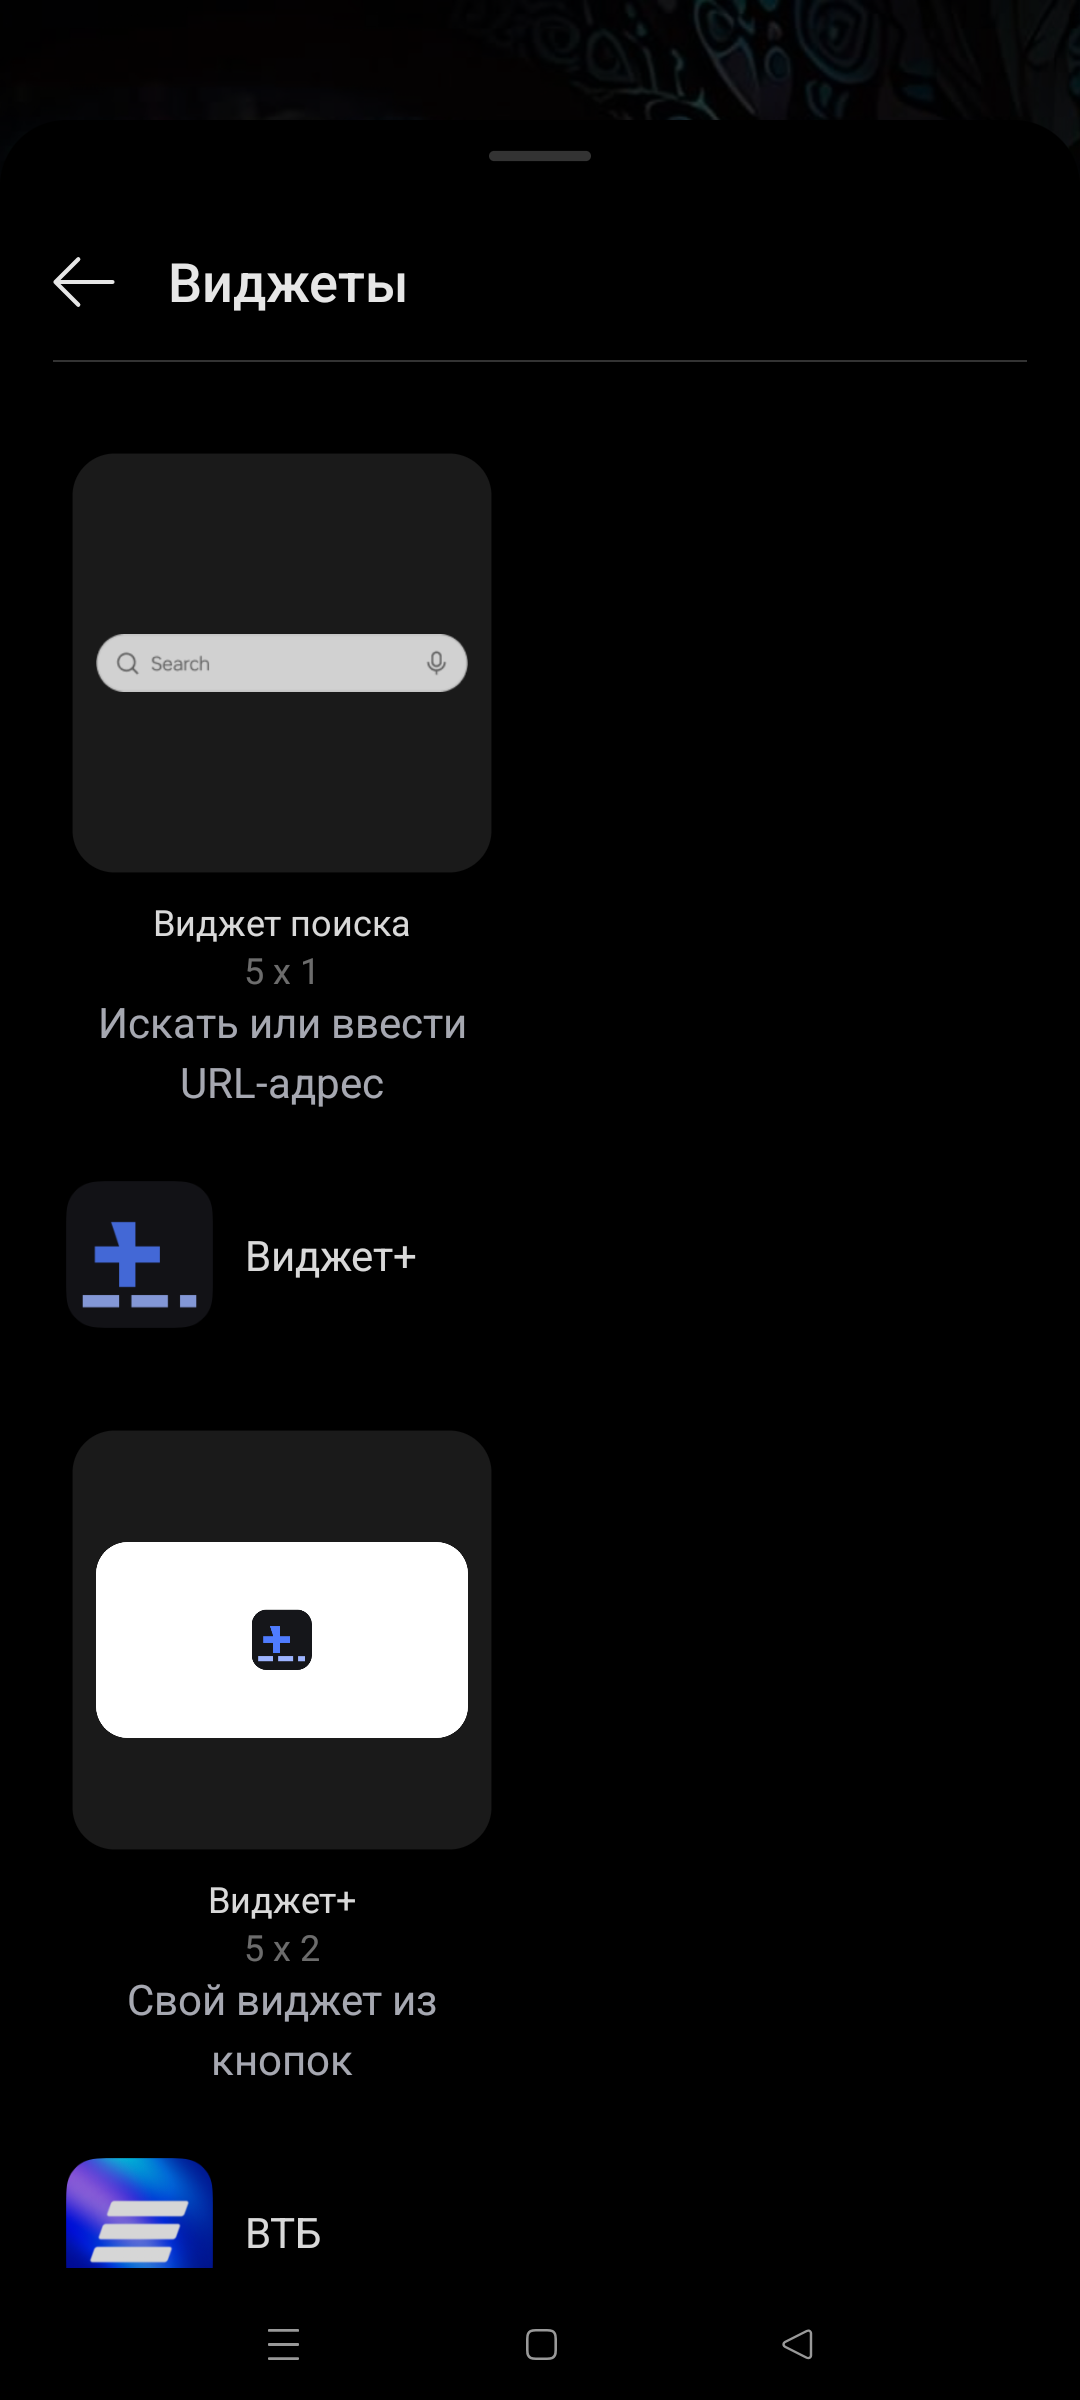 Виджеты
Search
Виджет поиска
5 x 1
Искать или ввести
URL-адрес
Виджет+
Виджет+
5 x 2
Свой виджет из
кнопок
ВТБ